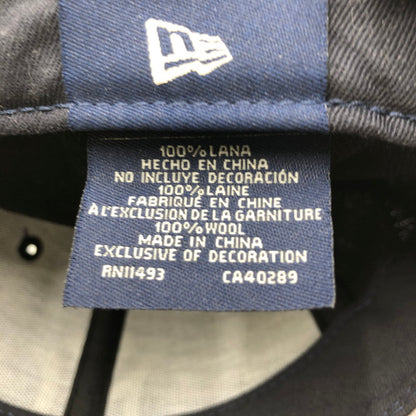 100% LANA
HECHO EN CHINA
NO INCLUYE DECORACIÓN
100% LAINE
FABRIQUÉ EN CHINE
À L'EXCLUSION DE LA GARNITURE
100% WOOL
MADE IN CHINA
EXCLUSIVE OF DECORATION
RN11493 CA40289